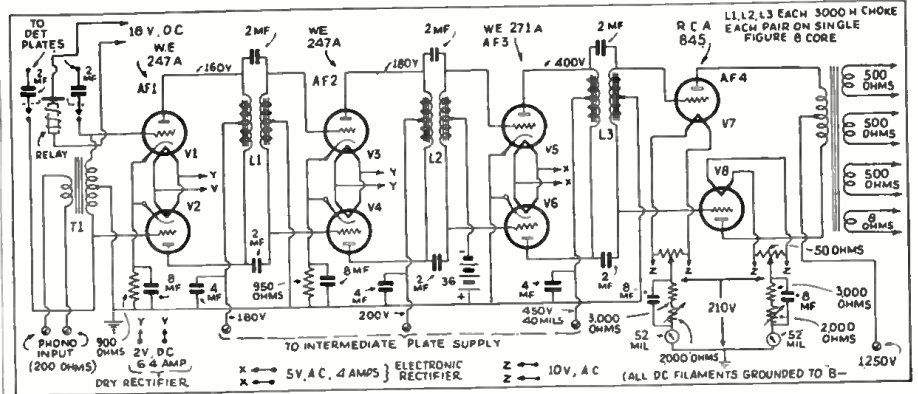 TO
DET
PLATES
18 V, DC
2
MF
2
MF
RELAY
W.E
247A
AF1
160V
2MF
WE
247A
AF2
180V
2MF
WE 271A
AF3
400V
2MF
RCA
845
AF4
L1, L2, L3 EACH 3000 H CHOKE
EACH PAIR ON SINGLE
FIGURE 8 CORE
500
OHMS
500
OHMS
500
OHMS
8
OHMS
V1
V2
Y
Y
L1
V3
V4
Y
Y
L2
V5
V6
X
X
L3
V7
V8
T1
8
MF
4
MF
2
MF
950
OHMS
8MF
4
MF
2
MF
-
36
+
4
MF
2
MF
Z
Z
Z
Z
50 OHMS
8
MF
3,000
OHMS
52
MIL
210V
2000 OHMS
8
MF
3,000
OHMS
2,000
OHMS
52
MIL
1250V
PHONO
INPUT
(200 OHMS)
900
OHMS
Y Y
2V, DC
6.4 AMP
DRY RECTIFIER
180V
200V
450V
40 MILS
TO INTERMEDIATE PLATE SUPPLY
X
X
5V, AC, 4 AMPS } ELECTRONIC
RECTIFIER
Z
Z
10V, AC
(ALL DC FILAMENTS GROUNDED TO B-